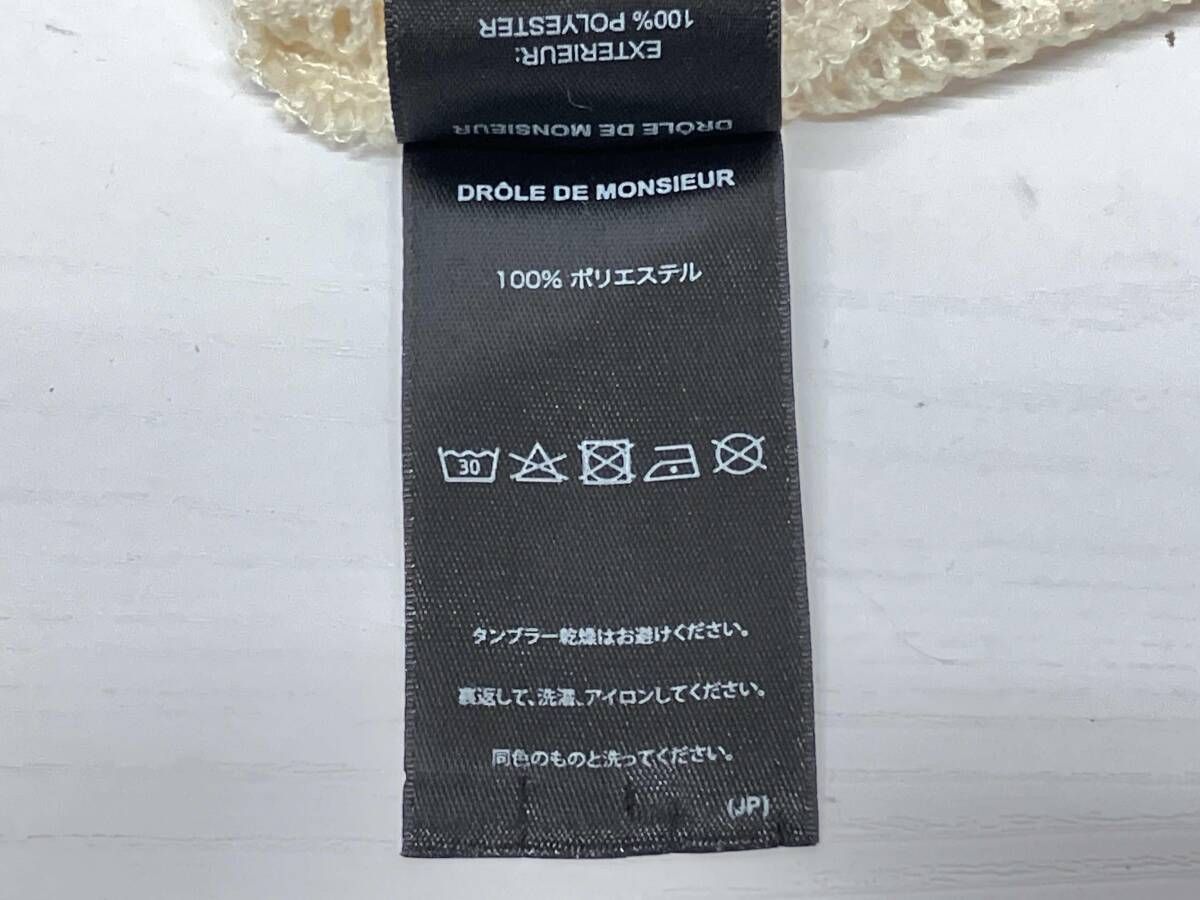 100% POLYESTER
EXTERIEUR:
DRÔLE DE MONSIEUR
DRÔLE DE MONSIEUR
100% ポリエステル
30
タンブラー乾燥はお避けください。
裏返して、洗濯、アイロンしてください。
同色のものと洗ってください。
(JP)